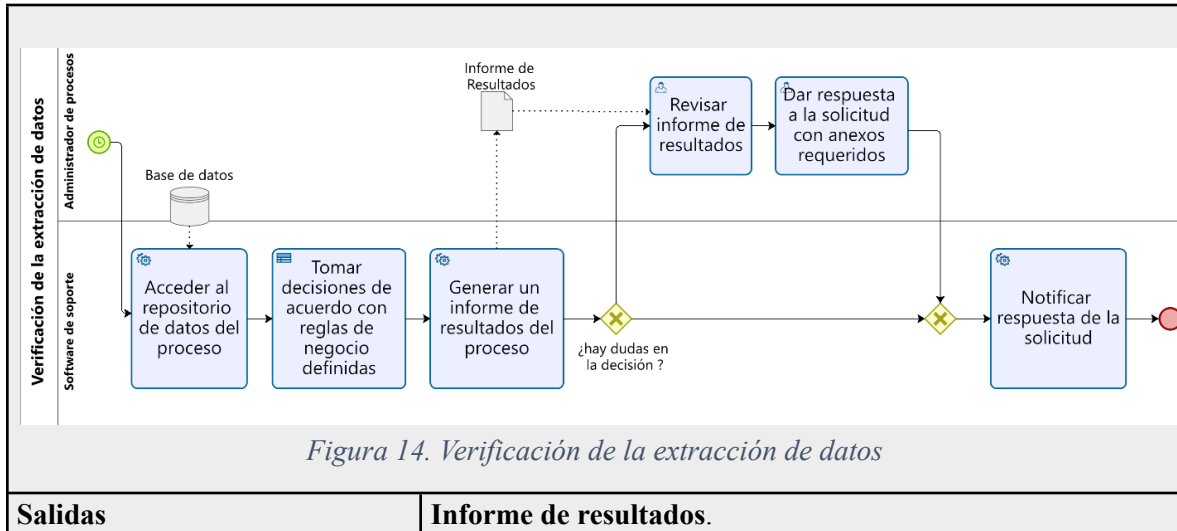 Verificación de la extracción de datos
Administrador de procesos
Software de soporte
Base de datos
Informe de
Resultados
Revisar
informe de
resultados
Dar respuesta
a la solicitud
con anexos
requeridos
Acceder al
repositorio
de datos del
proceso
Tomar
decisiones de
acuerdo con
reglas de
negocio
definidas
Generar un
informe de
resultados del
proceso
¿hay dudas en
la decisión ?
Notificar
respuesta de la
solicitud
Figura 14. Verificación de la extracción de datos
Salidas
Informe de resultados.